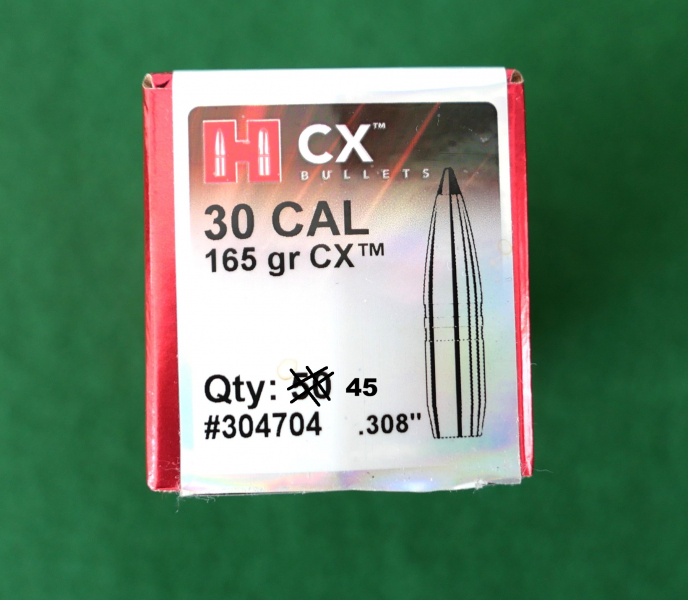 H CX™
BULLETS
30 CAL
165 gr CX™
Qty: 50 45
#304704 .308"